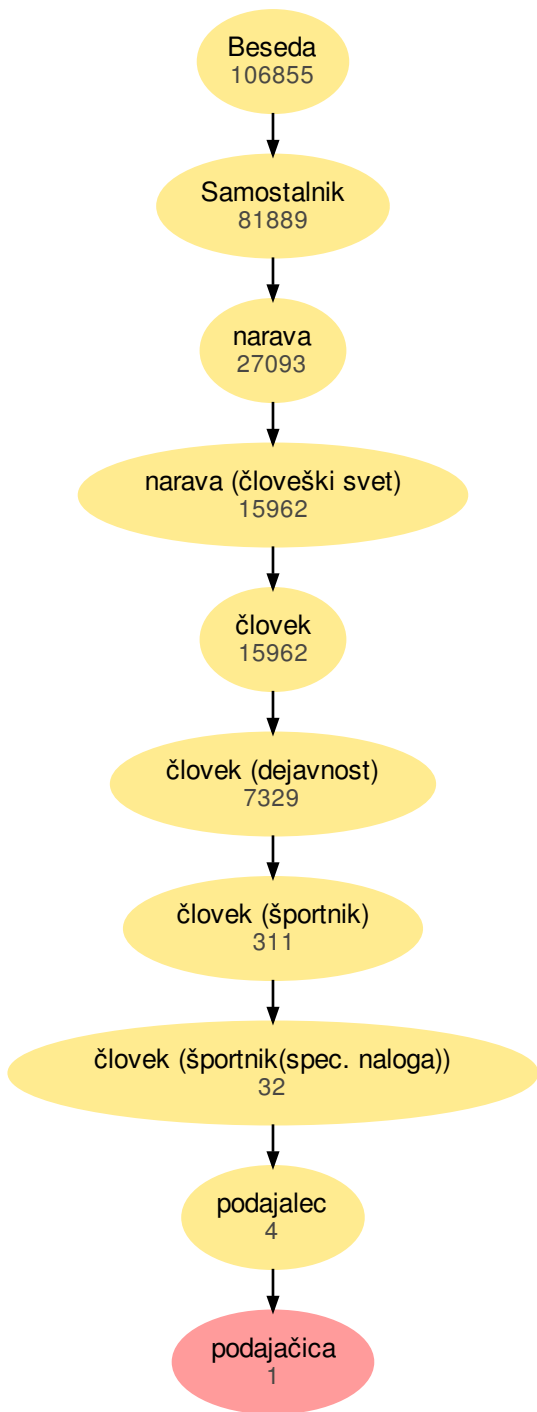 Beseda
106855
Samostalnik
81889
narava
27093
narava (človeški svet)
15962
človek
15962
človek (dejavnost)
7329
človek (športnik)
311
človek (športnik(spec. naloga))
32
podajalec
4
podajačica
1